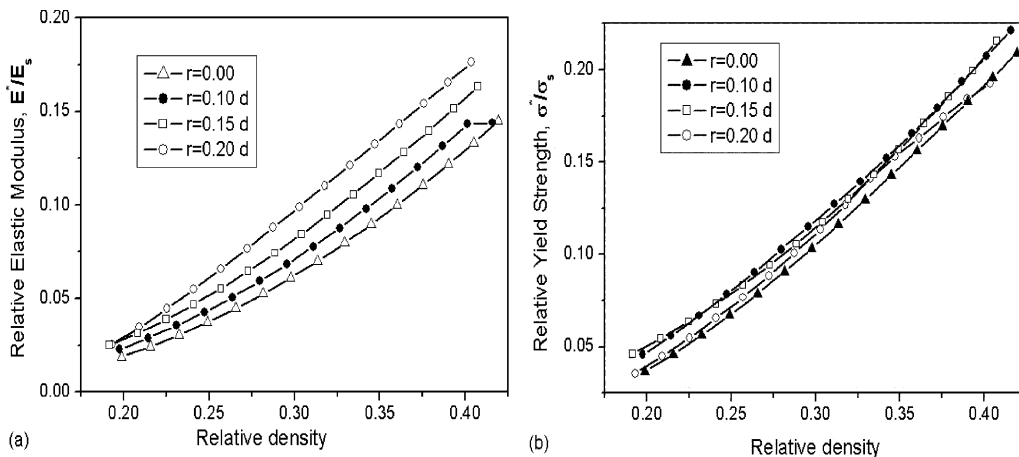 0.20
0.15
0.10
0.05
0.00
Relative Elastic Modulus, E*/Es
r=0.00
r=0.10 d
r=0.15 d
r=0.20 d
0.20 0.25 0.30 0.35 0.40
Relative density
(a)
0.20
0.15
0.10
0.05
Relative Yield Strength, σ*/σs
r=0.00
r=0.10 d
r=0.15 d
r=0.20 d
0.20 0.25 0.30 0.35 0.40
Relative density
(b)